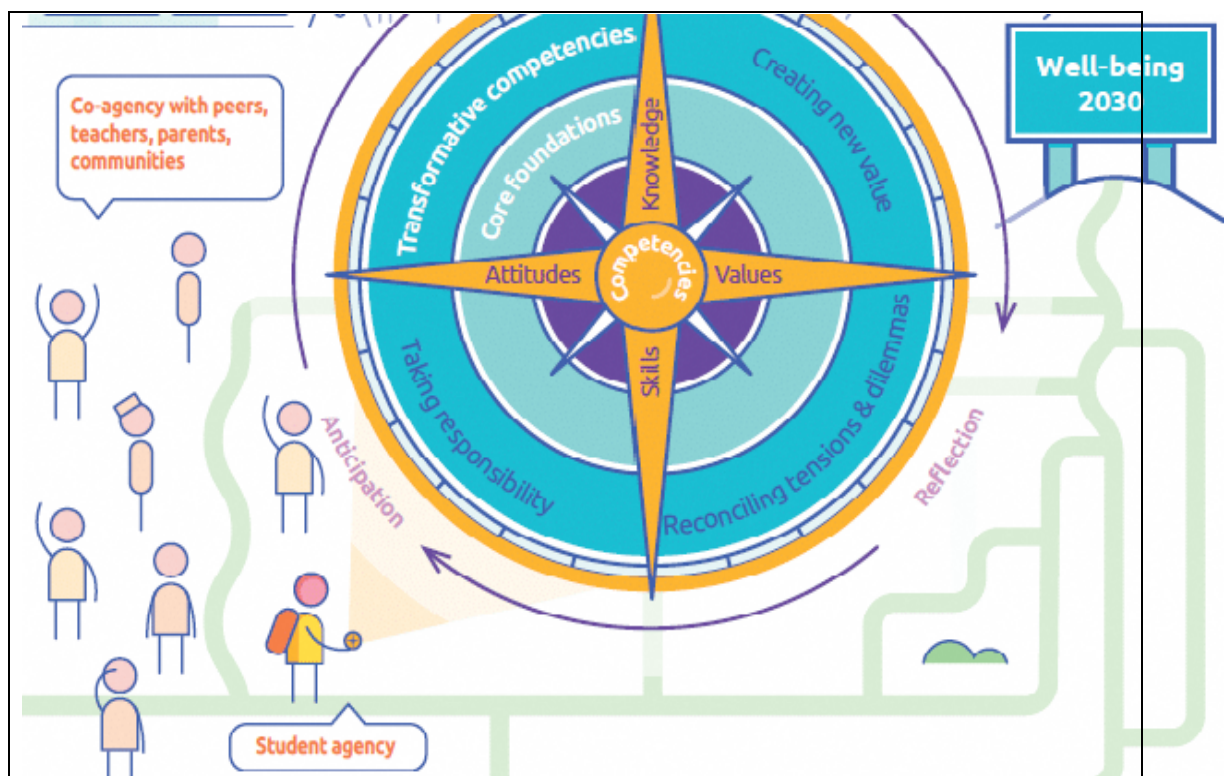 Co-agency with peers,
teachers, parents,
communities
Transformative competencies
Core foundations
Creating new value
Well-being
2030
Knowledge
Attitudes
Competencies
Values
Skills
Taking responsibility
Reconciling tensions & dilemmas
Anticipation
Reflection
Student agency